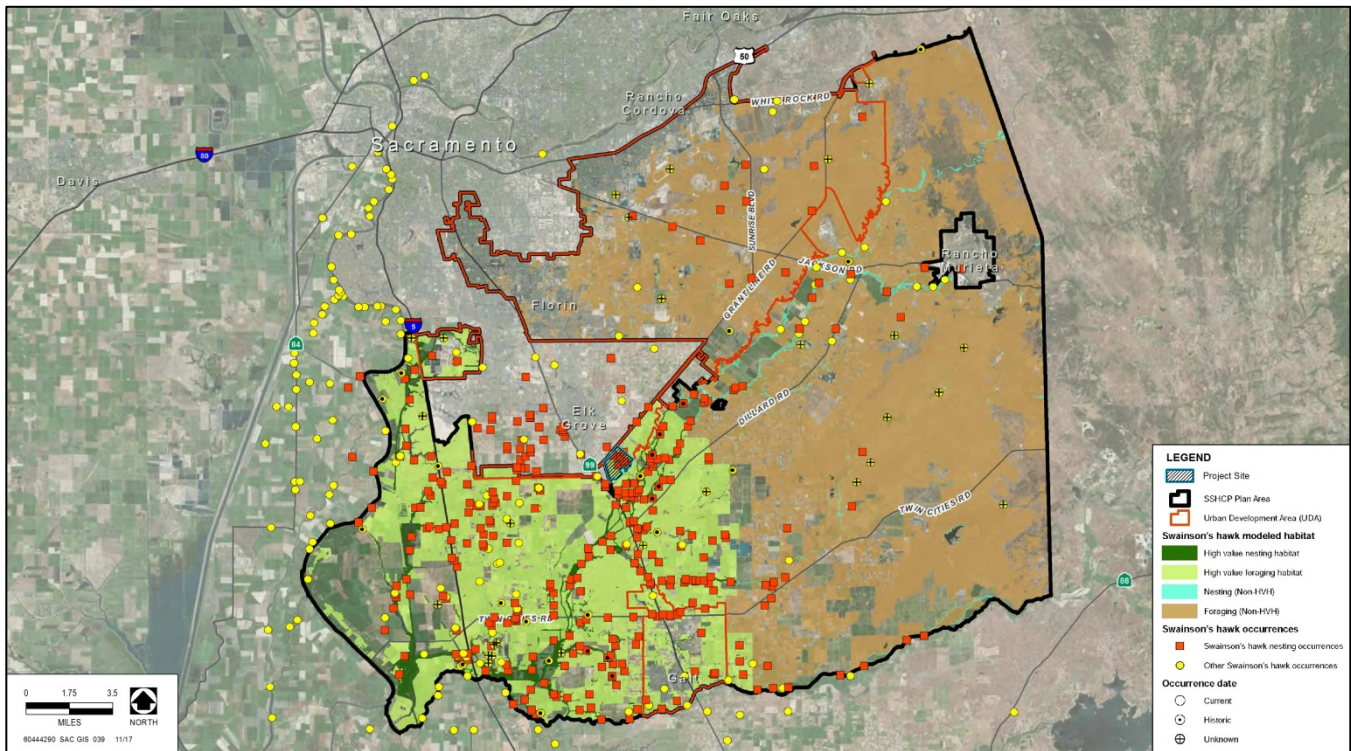 Fair Oaks
50
Rancho
Cordova
WHITE ROCK RD
Sacramento
80
Davis
SUNRISE BLVD
Rancho
Murieta
JACKSON RD
GRANT LINE RD
Florin
5
84
DILLARD RD
Elk
Grove
99
TWIN CITIES RD
88
TWIN CITIES RD
Galt
LEGEND
Project Site
SSHCP Plan Area
Urban Development Area (UDA)
Swainson's hawk modeled habitat
High value nesting habitat
High value foraging habitat
Nesting (Non-HVH)
Foraging (Non-HVH)
Swainson's hawk occurrences
Swainson's hawk nesting occurrences
Other Swainson's hawk occurrences
Occurrence date
Current
Historic
Unknown
0 1.75 3.5
MILES
NORTH
60444290 SAC GIS 039 11/17